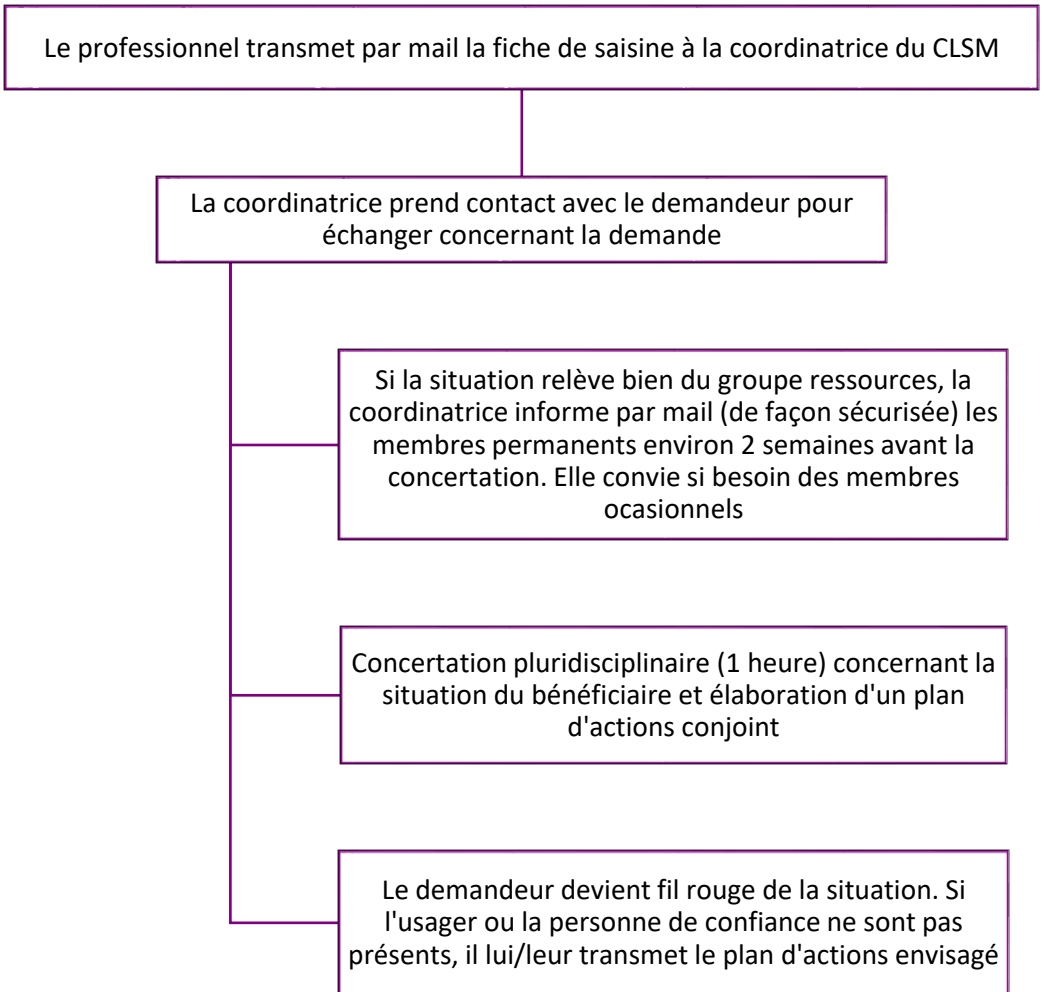 Le professionnel transmet par mail la fiche de saisine à la coordinatrice du CLSM
La coordinatrice prend contact avec le demandeur pour
échanger concernant la demande
Si la situation relève bien du groupe ressources, la
coordinatrice informe par mail (de façon sécurisée) les
membres permanents environ 2 semaines avant la
concertation. Elle convie si besoin des membres
ocasionnels
Concertation pluridisciplinaire (1 heure) concernant la
situation du bénéficiaire et élaboration d'un plan
d'actions conjoint
Le demandeur devient fil rouge de la situation. Si
l'usager ou la personne de confiance ne sont pas
présents, il lui/leur transmet le plan d'actions envisagé